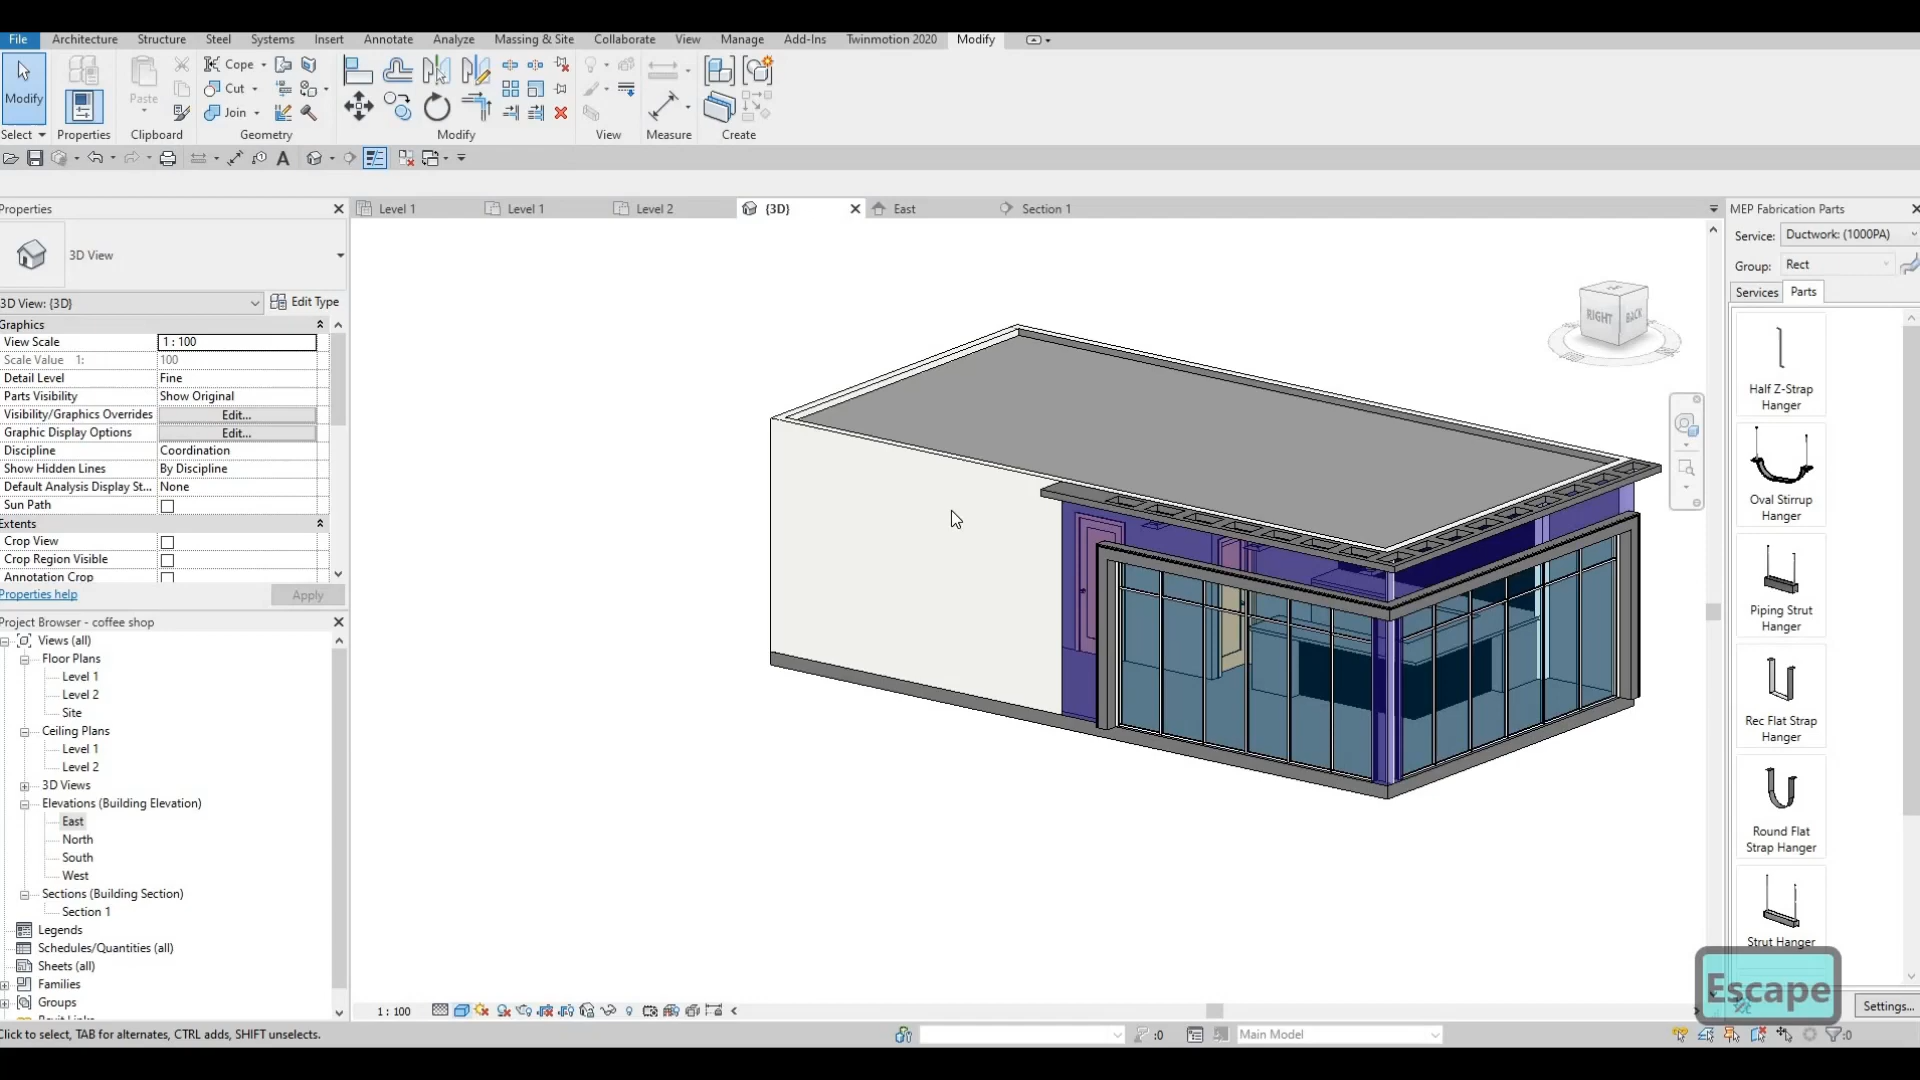 File Architecture Structure Steel Systems Insert Annotate Analyze Massing & Site Collaborate View Manage Add-Ins Twinmotion 2020 Modify
Cope
Cut
Join
Modify
Paste
Select Properties Clipboard Geometry Modify View Measure Create
Properties
Level 1
Level 1
Level 2
{3D}
East
Section 1
MEP Fabrication Parts
Service: Ductwork: (1000PA)
Group: Rect
Services Parts
3D View
3D View: {3D}
Edit Type
Graphics
View Scale 1 : 100
Scale Value 1: 100
Detail Level Fine
Parts Visibility Show Original
Visibility/Graphics Overrides Edit...
Graphic Display Options Edit...
Discipline Coordination
Show Hidden Lines By Discipline
Default Analysis Display St... None
Sun Path
Extents
Crop View
Crop Region Visible
Annotation Crop
Properties help
Apply
Project Browser - coffee shop
Views (all)
Floor Plans
Level 1
Level 2
Site
Ceiling Plans
Level 1
Level 2
3D Views
Elevations (Building Elevation)
East
North
South
West
Sections (Building Section)
Section 1
Legends
Schedules/Quantities (all)
Sheets (all)
Families
Groups
RIGHT
BACK
Half Z-Strap
Hanger
Oval Stirrup
Hanger
Piping Strut
Hanger
Rec Flat Strap
Hanger
Round Flat
Strap Hanger
Strut Hanger
Escape
Settings...
1 : 100
Click to select, TAB for alternates, CTRL adds, SHIFT unselects.
:0
Main Model
:0